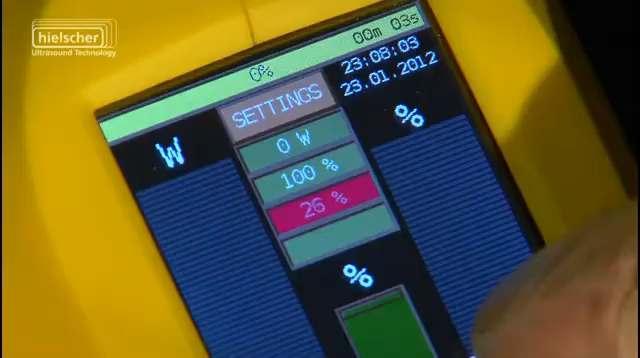 hielscher
Ultrasound Technology
0%
00m 03s
23:08:03
23.01.2012
SETTINGS
W
%
0 W
100 %
26 %
%